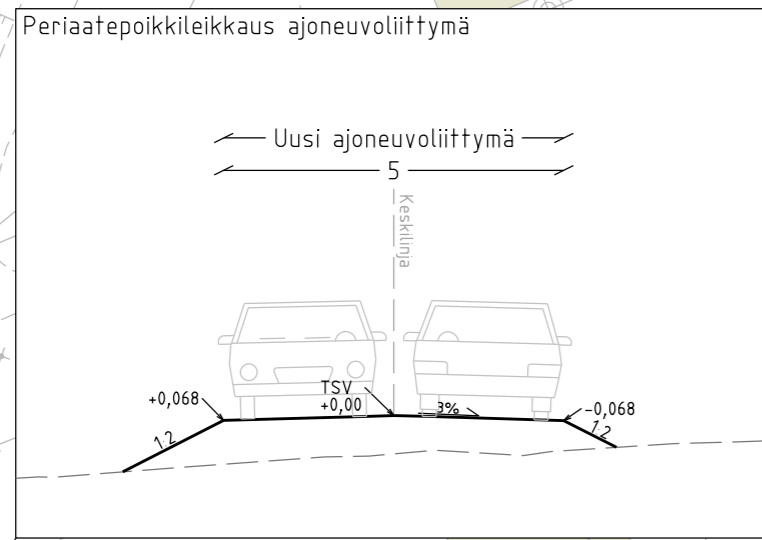 Periaatepoikkileikkaus ajoneuvoliittymä
Uusi ajoneuvoliittymä
5
Keskilinja
TSV
+0,00
+0,068
3%
-0,068
1:2
1:2